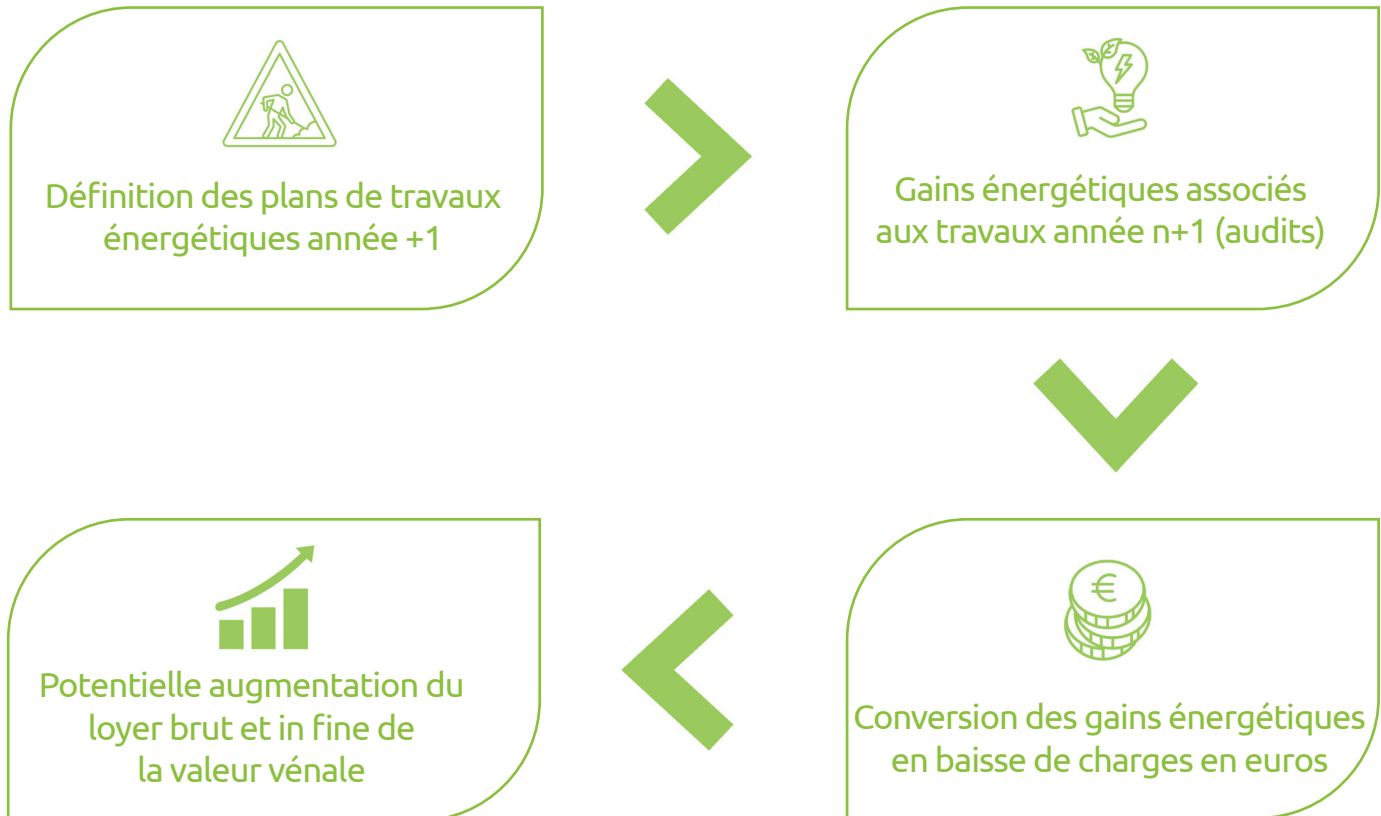 Définition des plans de travaux
énergétiques année +1
Gains énergétiques associés
aux travaux année n+1 (audits)
Conversion des gains énergétiques
en baisse de charges en euros
Potentielle augmentation du
loyer brut et in fine de
la valeur vénale